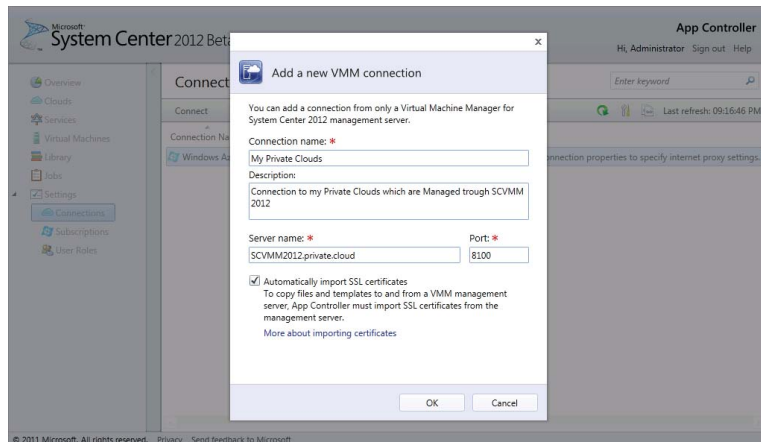 Microsoft
System Center 2012 Beta
App Controller
Hi, Administrator Sign out Help
Overview
Clouds
Services
Virtual Machines
Library
Jobs
Settings
Connections
Subscriptions
User Roles
Connect
Enter keyword
Connect
Last refresh: 09:16:46 PM
Connection Na
Windows Az
onnection properties to specify internet proxy settings.
x
Add a new VMM connection
You can add a connection from only a Virtual Machine Manager for
System Center 2012 management server.
Connection name: *
My Private Clouds
Description:
Connection to my Private Clouds which are Managed trough SCVMM
2012
Server name: * Port: *
SCVMM2012.private.cloud 8100
Automatically import SSL certificates
To copy files and templates to and from a VMM management
server, App Controller must import SSL certificates from the
management server.
More about importing certificates
OK Cancel
© 2011 Microsoft. All rights reserved. Privacy Send feedback to Microsoft